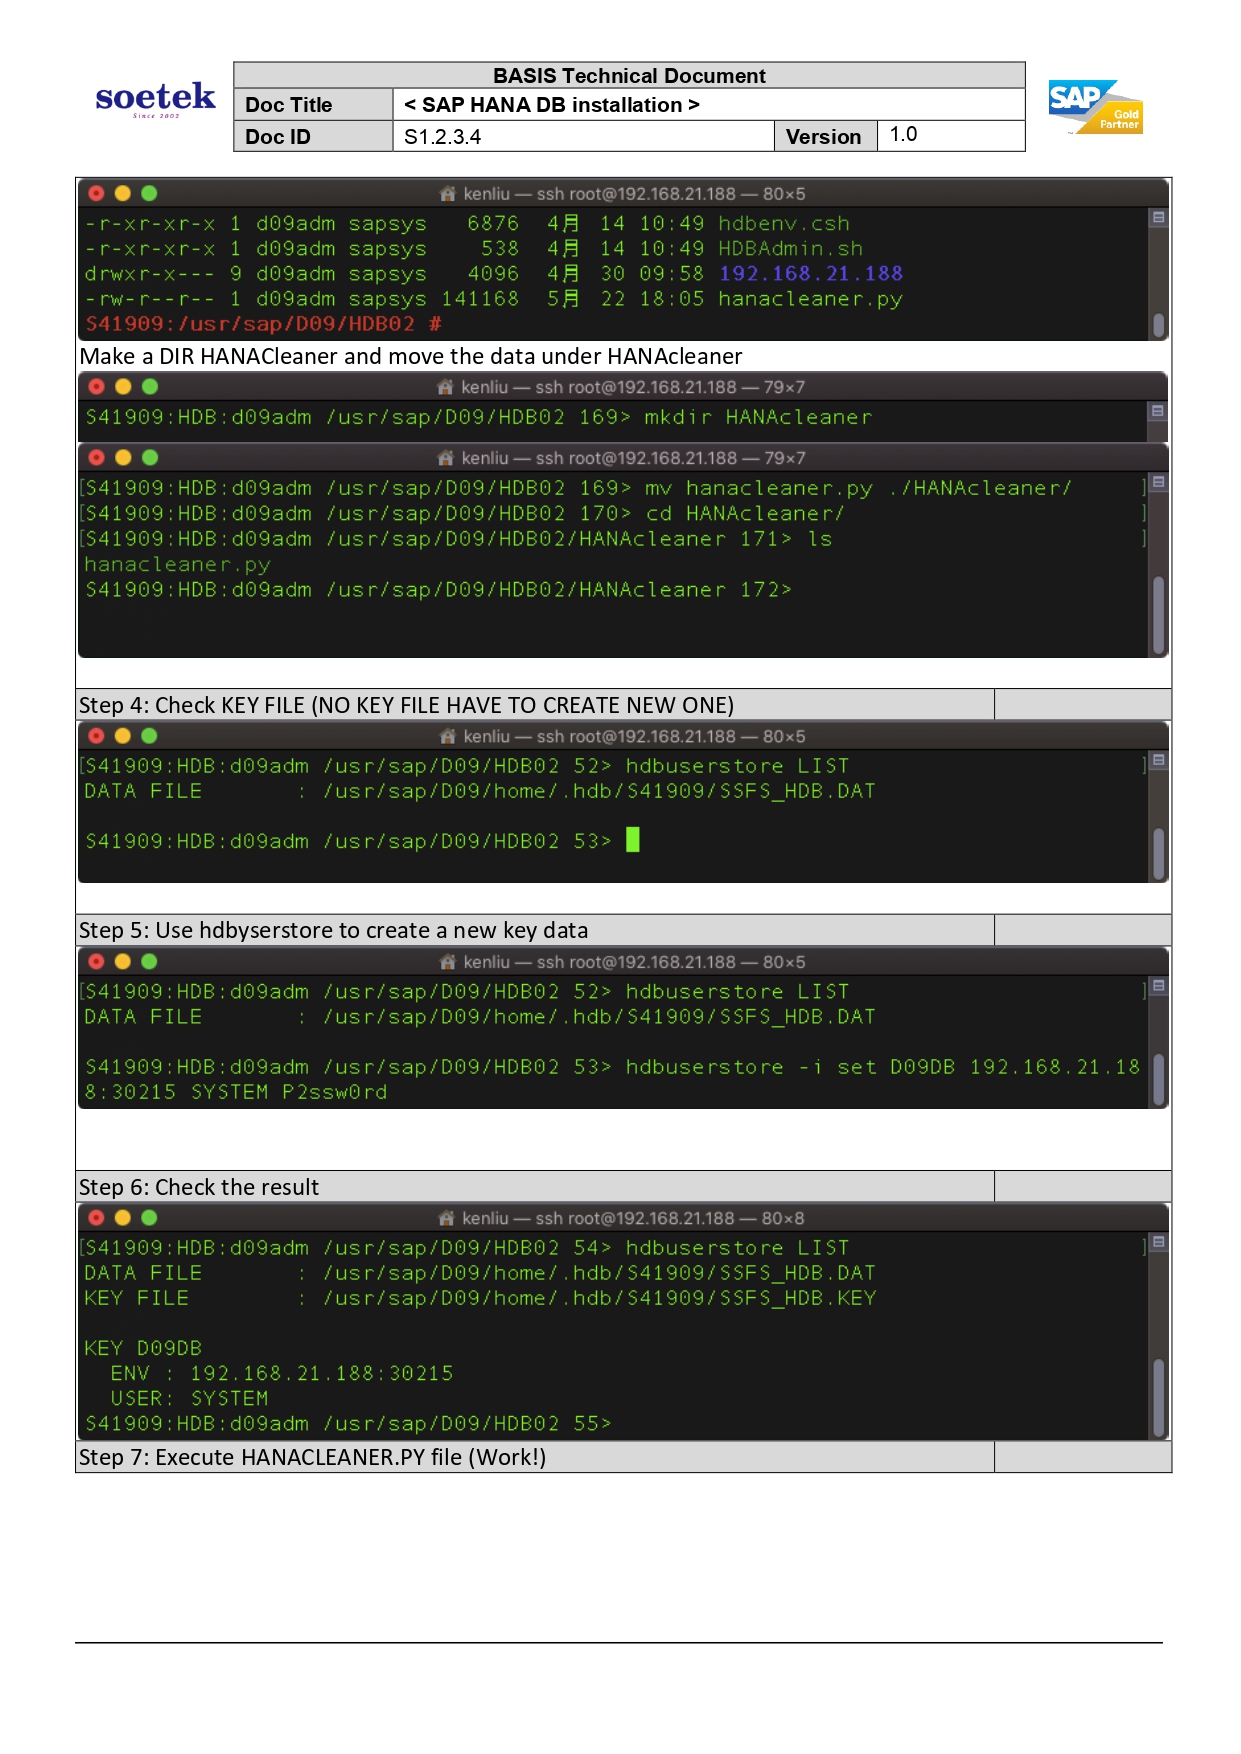 soetek
Since 2002
BASIS Technical Document
Doc Title < SAP HANA DB installation >
Doc ID S1.2.3.4 Version 1.0
SAP Gold Partner
kenliu — ssh root@192.168.21.188 — 80×5
-r-xr-xr-x 1 d09adm sapsys 6876 4月 14 10:49 hdbenv.csh
-r-xr-xr-x 1 d09adm sapsys 538 4月 14 10:49 HDBAdmin.sh
drwxr-x--- 9 d09adm sapsys 4096 4月 30 09:58 192.168.21.188
-rw-r--r-- 1 d09adm sapsys 141168 5月 22 18:05 hanacleaner.py
S41909:/usr/sap/D09/HDB02 #
Make a DIR HANACleaner and move the data under HANAcleaner
kenliu — ssh root@192.168.21.188 — 79×7
S41909:HDB:d09adm /usr/sap/D09/HDB02 169> mkdir HANAcleaner
kenliu — ssh root@192.168.21.188 — 79×7
[S41909:HDB:d09adm /usr/sap/D09/HDB02 169> mv hanacleaner.py ./HANAcleaner/ ]
[S41909:HDB:d09adm /usr/sap/D09/HDB02 170> cd HANAcleaner/ ]
[S41909:HDB:d09adm /usr/sap/D09/HDB02/HANAcleaner 171> ls ]
hanacleaner.py
S41909:HDB:d09adm /usr/sap/D09/HDB02/HANAcleaner 172>
Step 4: Check KEY FILE (NO KEY FILE HAVE TO CREATE NEW ONE)
kenliu — ssh root@192.168.21.188 — 80×5
[S41909:HDB:d09adm /usr/sap/D09/HDB02 52> hdbuserstore LIST ]
DATA FILE : /usr/sap/D09/home/.hdb/S41909/SSFS_HDB.DAT
S41909:HDB:d09adm /usr/sap/D09/HDB02 53>
Step 5: Use hdbyserstore to create a new key data
kenliu — ssh root@192.168.21.188 — 80×5
[S41909:HDB:d09adm /usr/sap/D09/HDB02 52> hdbuserstore LIST ]
DATA FILE : /usr/sap/D09/home/.hdb/S41909/SSFS_HDB.DAT
S41909:HDB:d09adm /usr/sap/D09/HDB02 53> hdbuserstore -i set D09DB 192.168.21.18
8:30215 SYSTEM P2ssw0rd
Step 6: Check the result
kenliu — ssh root@192.168.21.188 — 80×8
[S41909:HDB:d09adm /usr/sap/D09/HDB02 54> hdbuserstore LIST ]
DATA FILE : /usr/sap/D09/home/.hdb/S41909/SSFS_HDB.DAT
KEY FILE : /usr/sap/D09/home/.hdb/S41909/SSFS_HDB.KEY
KEY D09DB
ENV : 192.168.21.188:30215
USER: SYSTEM
S41909:HDB:d09adm /usr/sap/D09/HDB02 55>
Step 7: Execute HANACLEANER.PY file (Work!)